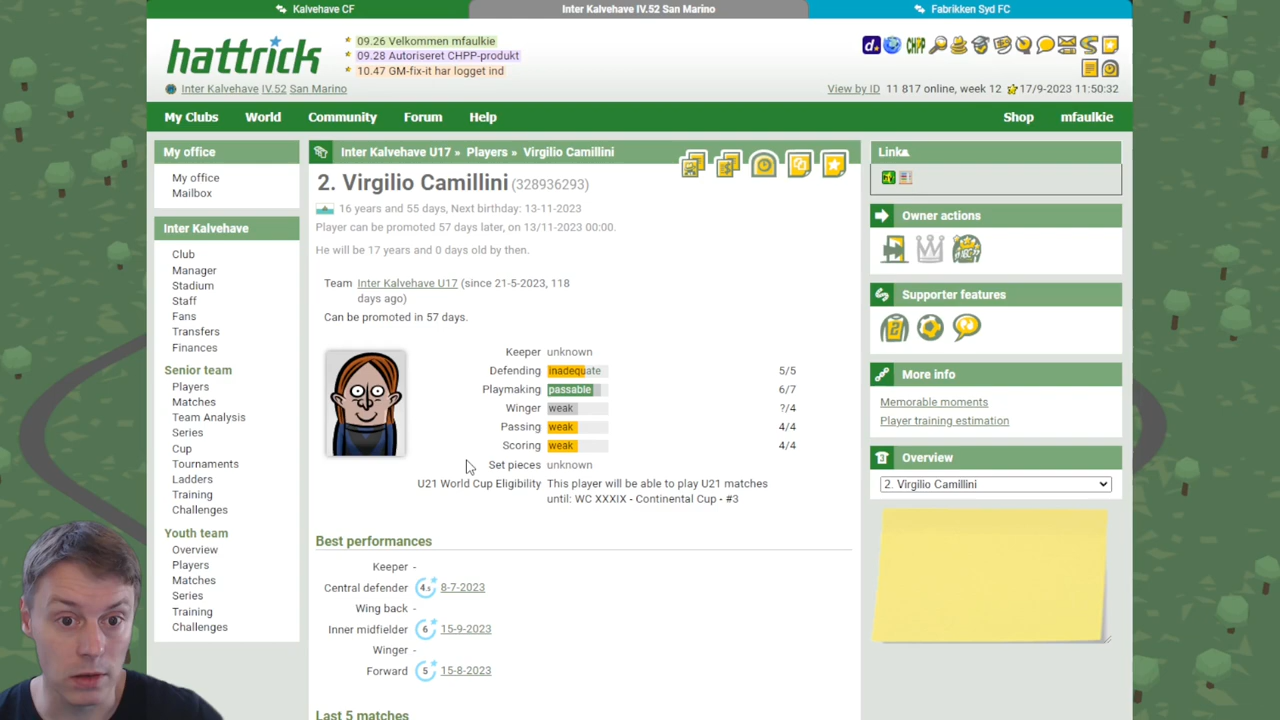 Kalvehave CF
Inter Kalvehave IV.52 San Marino
Fabrikken Syd FC
hattrick
09.26 Velkommen mfaulkie
09.28 Autoriseret CHPP-produkt
10.47 GM-fix-it har logget ind
CHPP
Inter Kalvehave IV.52 San Marino
View by ID 11 817 online, week 12 17/9-2023 11:50:32
My Clubs World Community Forum Help Shop mfaulkie
My office
My office
Mailbox
Inter Kalvehave
Club
Manager
Stadium
Staff
Fans
Transfers
Finances
Senior team
Players
Matches
Team Analysis
Series
Cup
Tournaments
Ladders
Training
Challenges
Youth team
Overview
Players
Matches
Series
Training
Challenges
Inter Kalvehave U17 » Players » Virgilio Camillini
2. Virgilio Camillini (328936293)
16 years and 55 days, Next birthday: 13-11-2023
Player can be promoted 57 days later, on 13/11-2023 00:00.
He will be 17 years and 0 days old by then.
Team Inter Kalvehave U17 (since 21-5-2023, 118
days ago)
Can be promoted in 57 days.
Keeper unknown
Defending inadequate 5/5
Playmaking passable 6/7
Winger weak ?/4
Passing weak 4/4
Scoring weak 4/4
Set pieces unknown
U21 World Cup Eligibility This player will be able to play U21 matches
until: WC XXXIX - Continental Cup - #3
Best performances
Keeper -
Central defender 4.5 8-7-2023
Wing back -
Inner midfielder 6 15-9-2023
Winger -
Forward 5 15-8-2023
Last 5 matches
Links
Owner actions
Supporter features
More info
Memorable moments
Player training estimation
Overview
2. Virgilio Camillini